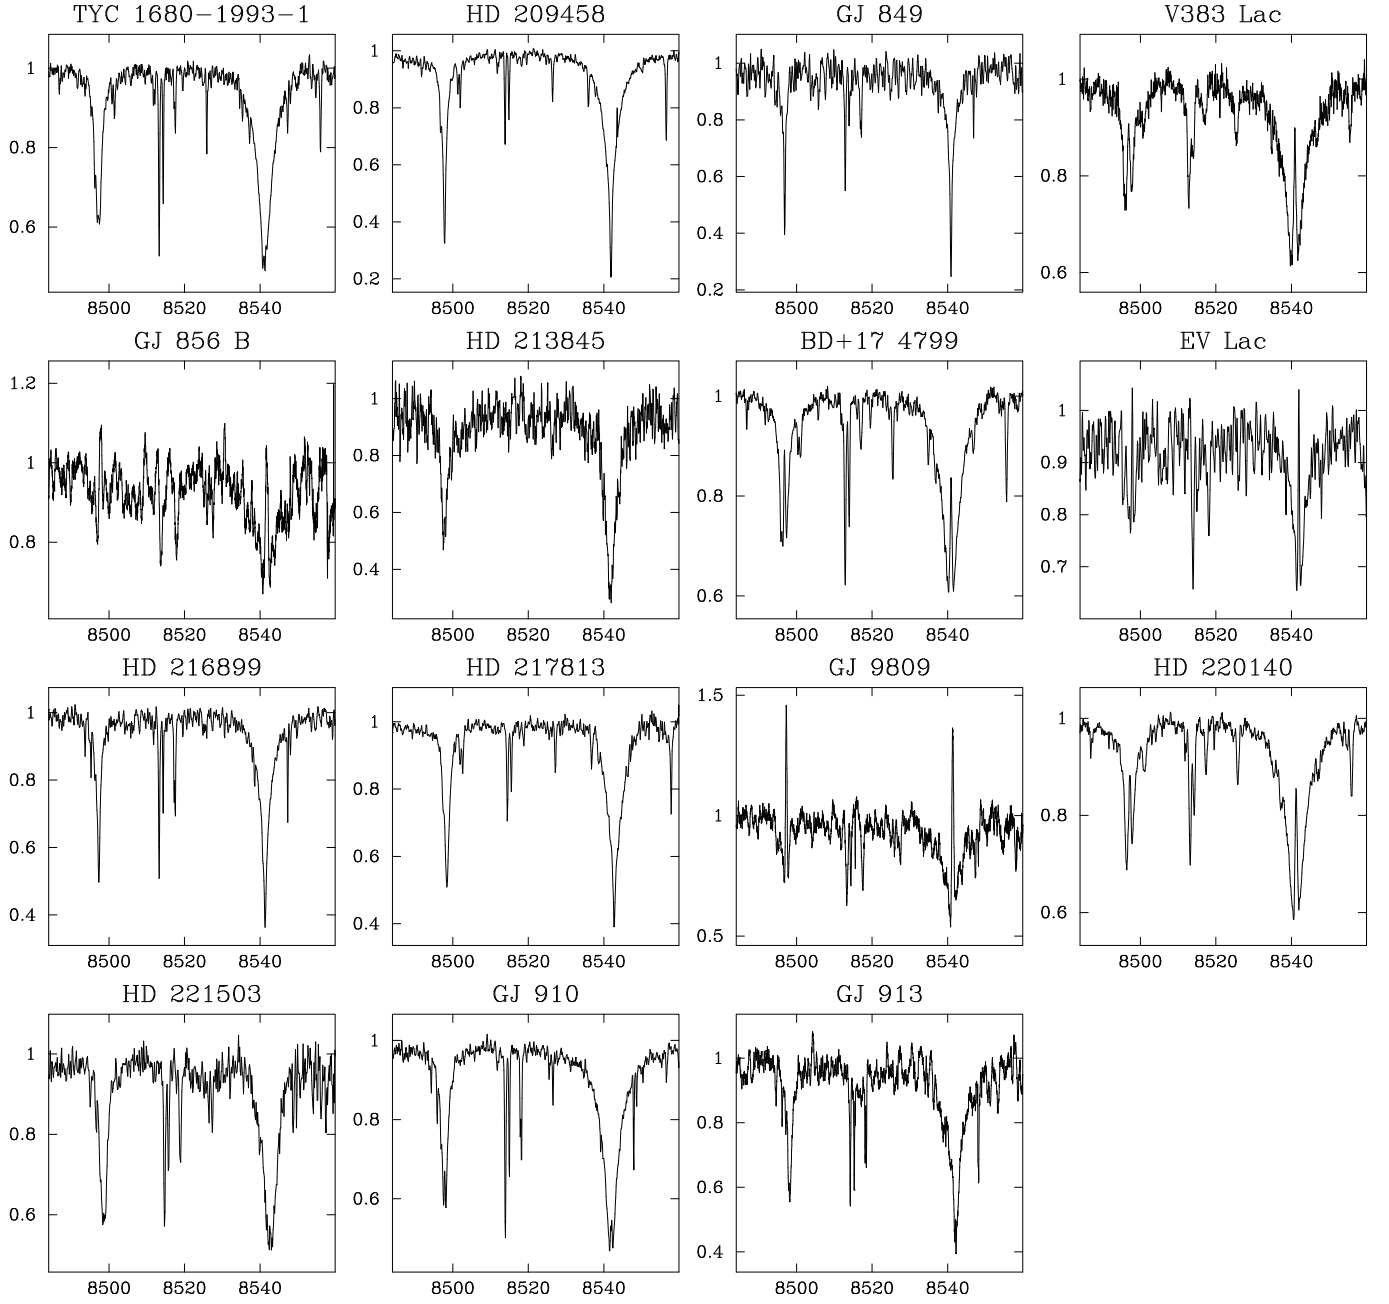 TYC 1680−1993−1 HD 209458 GJ 849 V383 Lac
1 1 1 1
0.8 0.8 0.8 0.8
0.6 0.6 0.6 0.6
0.4 0.4
0.2 0.2
8500 8520 8540 8500 8520 8540 8500 8520 8540 8500 8520 8540
GJ 856 B HD 213845 BD+17 4799 EV Lac
1.2 1 1 1
1 0.8 0.8 0.9
0.8 0.6 0.6 0.8
0.4 0.7
8500 8520 8540 8500 8520 8540 8500 8520 8540 8500 8520 8540
HD 216899 HD 217813 GJ 9809 HD 220140
1 1 1.5 1
0.8 0.8 1 0.8
0.6 0.6 0.5 0.6
0.4 0.4
8500 8520 8540 8500 8520 8540 8500 8520 8540 8500 8520 8540
HD 221503 GJ 910 GJ 913
1 1 1
0.8 0.8 0.8
0.6 0.6 0.6
0.4
8500 8520 8540 8500 8520 8540 8500 8520 8540